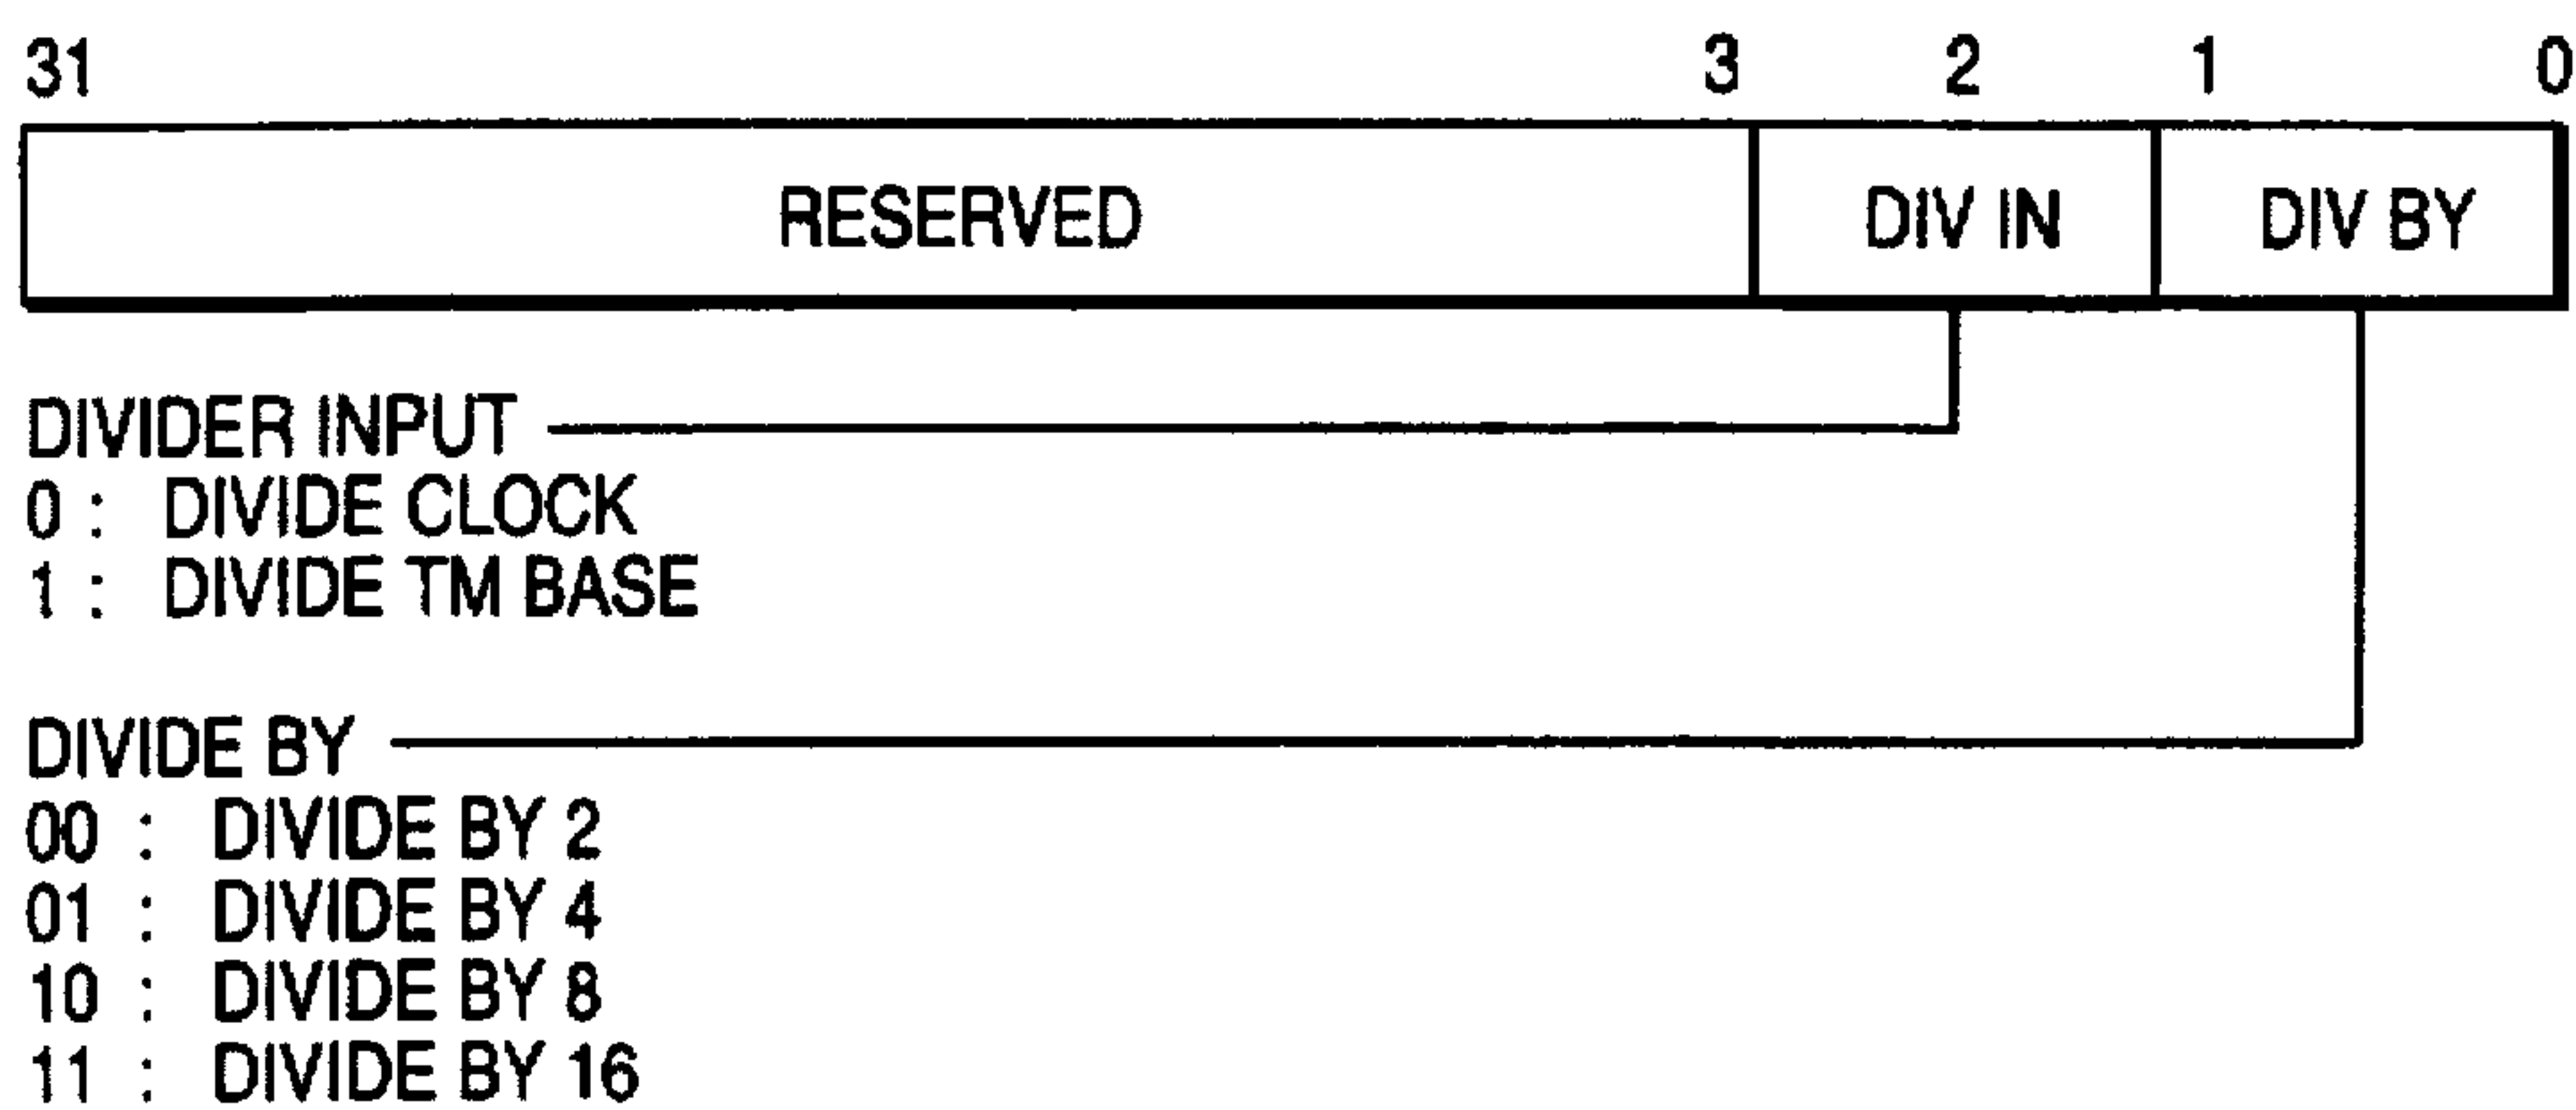 31 3 2 1 0
RESERVED DIV IN DIV BY
DIVIDER INPUT
0 : DIVIDE CLOCK
1 : DIVIDE TM BASE
DIVIDE BY
00 : DIVIDE BY 2
01 : DIVIDE BY 4
10 : DIVIDE BY 8
11 : DIVIDE BY 16